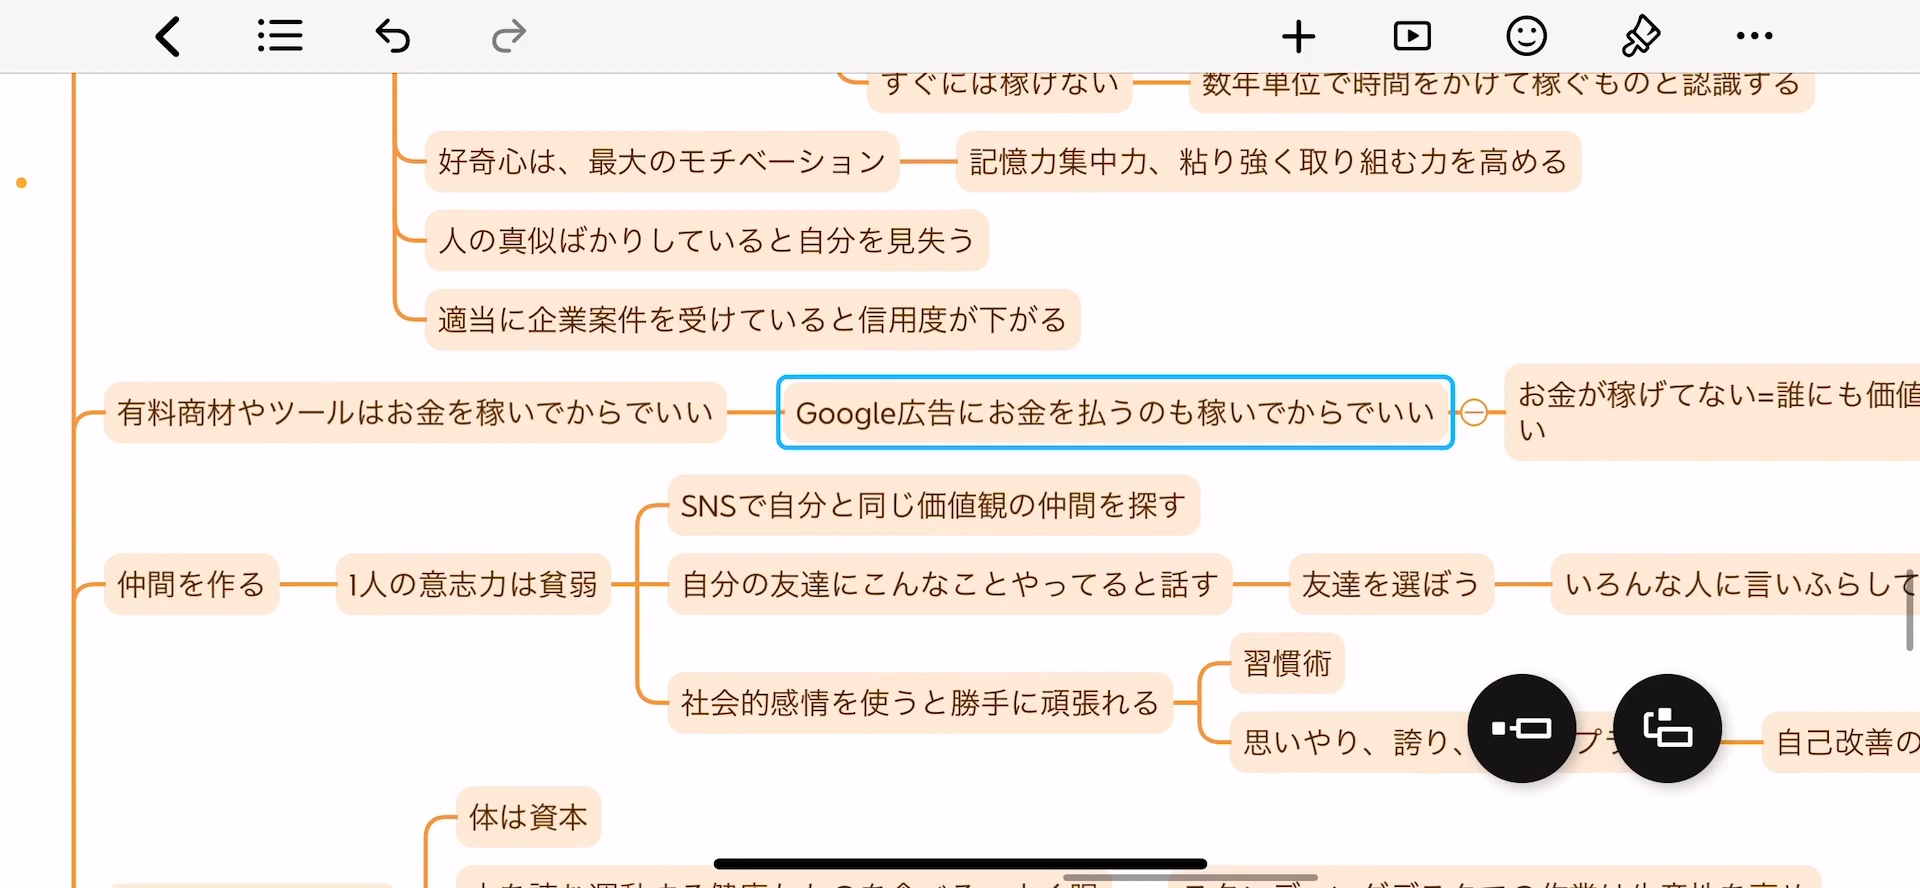 すぐには稼げない
数年単位で時間をかけて稼ぐものと認識する
好奇心は、最大のモチベーション
記憶力集中力、粘り強く取り組む力を高める
人の真似ばかりしていると自分を見失う
適当に企業案件を受けていると信用度が下がる
有料商材やツールはお金を稼いでからでいい
Google広告にお金を払うのも稼いでからでいい
お金が稼げてない=誰にも価値
い
SNSで自分と同じ価値観の仲間を探す
仲間を作る
1人の意志力は貧弱
自分の友達にこんなことやってると話す
友達を選ぼう
いろんな人に言いふらして
習慣術
社会的感情を使うと勝手に頑張れる
思いやり、誇り、
自己改善の
体は資本